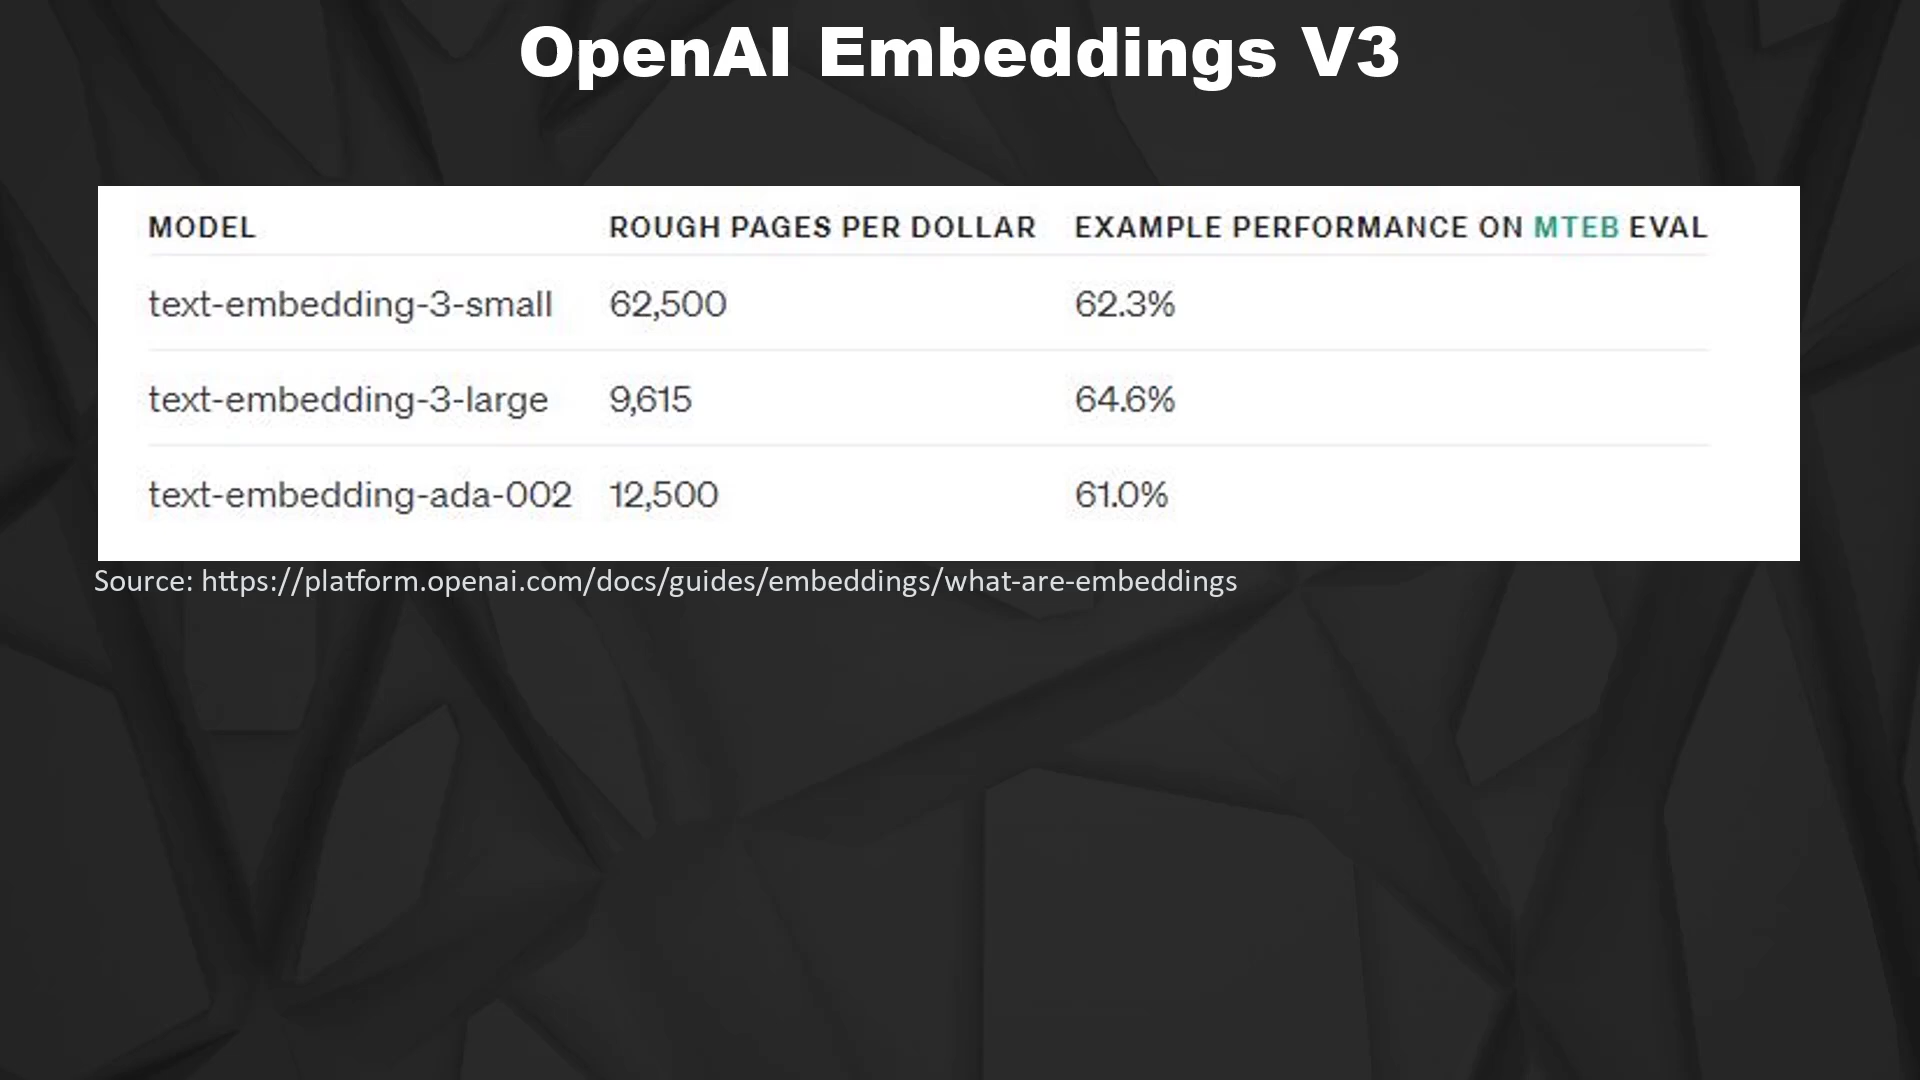 OpenAI Embeddings V3
MODEL ROUGH PAGES PER DOLLAR EXAMPLE PERFORMANCE ON MTEB EVAL
text-embedding-3-small 62,500 62.3%
text-embedding-3-large 9,615 64.6%
text-embedding-ada-002 12,500 61.0%
Source: https://platform.openai.com/docs/guides/embeddings/what-are-embeddings